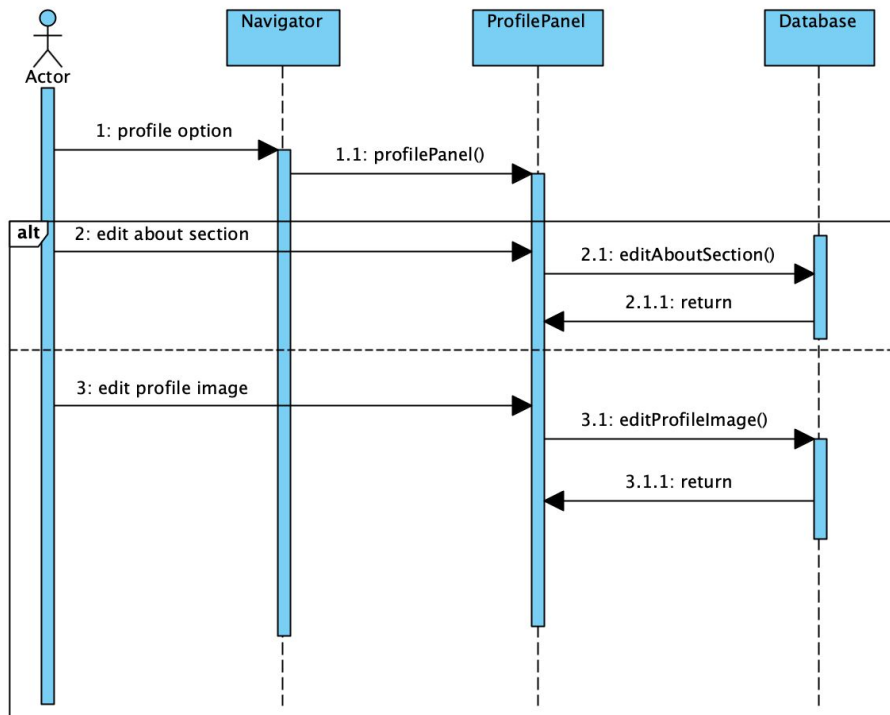 Navigator
ProfilePanel
Database
Actor
1: profile option
1.1: profilePanel()
alt
2: edit about section
2.1: editAboutSection()
2.1.1: return
3: edit profile image
3.1: editProfileImage()
3.1.1: return